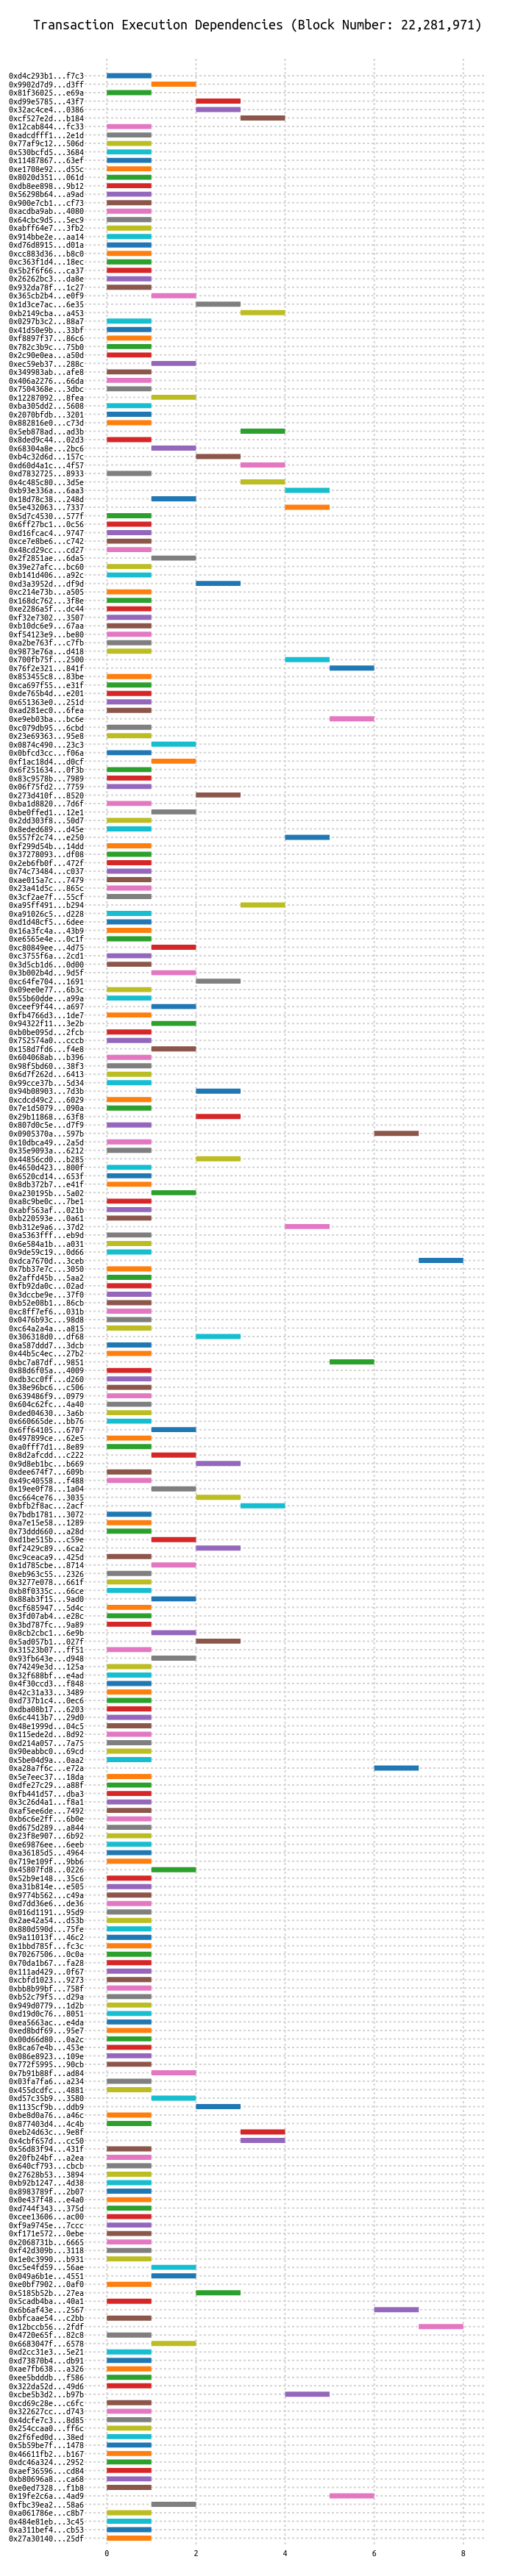 Transaction Execution Dependencies (Block Number: 22,281,971)
0xd4c293b1...f7c3
0x9902d7d9...d3ff
0x81f36025...e69a
0xd99e5785...43f7
0x32ac4ce4...0386
0xcf527e2d...b184
0x12cab844...fc33
0xadcdfff1...2e1d
0x77af9c12...506d
0x530bcfd5...3684
0x11487867...63ef
0xe1708e92...d55c
0x8020d351...061d
0xdb8ee898...9b12
0x56298b64...a9ad
0x900e7cb1...cf73
0xacdba9ab...4080
0x64cbc9d5...5ec9
0xabff64e7...3fb2
0x914bbe2e...aa14
0xd76d8915...d01a
0xcc883d36...b8c0
0xc363f1d4...18ec
0x5b2f6f66...ca37
0x26262bc3...da8e
0x932da78f...1c27
0x365cb2b4...e0f9
0x1d3ce7ac...6e35
0xb2149cba...a453
0x0297b3c2...88a7
0x41d50e9b...33bf
0xf8897f37...86c6
0x782c3b9c...75b0
0x2c90e0ea...a50d
0xec59eb37...288c
0x349983ab...afe8
0x406a2276...66da
0x7504368e...3dbc
0x12287092...8fea
0xba305dd2...5608
0x2070bfdb...3201
0x882816e0...c73d
0x5eb878ad...ad3b
0x8ded9c44...02d3
0x68304a8e...2bc6
0xb4c32d6d...157c
0xd60d4a1c...4f57
0xd7832725...8933
0x4c485c80...3d5e
0xb93e336a...6aa3
0x18d78c38...248d
0x5e432063...7337
0x5d7c4530...577f
0x6ff27bc1...0c56
0xd16fcac4...9747
0xce7e8be6...c742
0x48cd29cc...cd27
0x2f2851ae...6da5
0x39e27afc...bc60
0xb141d406...a92c
0xd3a3952d...df9d
0xc214e73b...a505
0x168dc762...3f8e
0xe2286a5f...dc44
0xf32e7302...3507
0xb10dc6e9...67aa
0xf54123e9...be80
0xa2be763f...c7fb
0x9873e76a...d418
0x700fb75f...2500
0x76f2e321...841f
0x853455c8...83be
0xca697f55...e31f
0xde765b4d...e201
0x651363e0...251d
0xad281ec0...6fea
0xe9eb03ba...bc6e
0xc079db95...6cbd
0x23e69363...95e8
0x0874c490...23c3
0x0bfcd3cc...f06a
0xf1ac18d4...d0cf
0x6f251634...0f3b
0x83c9578b...7989
0x06f75fd2...7759
0x273d410f...8520
0xba1d8820...7d6f
0xbe0ffed1...12e1
0x2dd303f8...50d7
0x8eded689...d45e
0x557f2c74...e250
0xf299d54b...14dd
0x37278093...df08
0x2eb6fb0f...472f
0x74c73484...c037
0xae015a7c...7479
0x23a41d5c...865c
0x3cf2ae7f...55cf
0xa95ff491...b294
0xa91026c5...d228
0xd1d48cf5...6dee
0x16a3fc4a...43b9
0xe6565e4e...0c1f
0xc80849ee...4d75
0xc3755f6a...2cd1
0x3d5cb1d6...0d00
0x3b002b4d...9d5f
0xc64fe704...1691
0x09ee0e77...6b3c
0x55b60dde...a99a
0xceef9f44...a697
0xfb4766d3...1de7
0x94322f11...3e2b
0xb0be095d...2fcb
0x752574a0...cccb
0x158d7fd6...f4e8
0x604068ab...b396
0x98f5bd60...38f3
0x6d7f262d...6413
0x99cce37b...5d34
0x94b08903...7d3b
0xcdcd49c2...6029
0x7e1d5079...090a
0x29b11868...63f8
0x807d0c5e...d7f9
0x0905370a...597b
0x10dbca49...2a5d
0x35e9093a...6212
0x44856cd0...b285
0x4650d423...800f
0x6520cd14...653f
0x8db372b7...e41f
0xa230195b...5a02
0xa8c9be0c...7be1
0xabf563af...021b
0xb220593e...0a61
0xb312e9a6...37d2
0xa5363fff...eb9d
0x6e584a1b...a031
0x9de59c19...0d66
0xdca7670d...3ceb
0x7bb37e7c...3050
0x2affd45b...5aa2
0xfb92da0c...02ad
0x3dccbe9e...37f0
0xb52e08b1...86cb
0xc8ff7ef6...031b
0x0476b93c...98d8
0xc64a2a4a...a815
0x306318d0...df68
0xa587ddd7...3dcb
0x44b5c4ec...27b2
0xbc7a87df...9851
0x88d6f05a...4009
0xdb3cc0ff...d260
0x38e96bc6...c506
0x639486f9...0979
0x604c62fc...4a40
0xded04630...3a6b
0x660665de...bb76
0x6ff64105...6707
0x497899ce...62e5
0xa0fff7d1...8e89
0x8d2afcdd...c222
0x9d8eb1bc...b669
0xdee674f7...609b
0x49c40558...f488
0x19ee0f78...1a04
0xc664ce76...3035
0xbfb2f8ac...2acf
0x7bdb1781...3072
0xa7e15e58...1289
0x73ddd660...a28d
0xd1be515b...c59e
0xf2429c89...6ca2
0xc9ceaca9...425d
0x1d785cbe...8714
0xeb963c55...2326
0x3277e078...661f
0xb8f0335c...66ce
0x88ab3f15...9ad0
0xcf685947...5d4c
0x3fd07ab4...e28c
0x3bd787fc...9a89
0x8cb2cbc1...6e9b
0x5ad057b1...027f
0x31523b07...ff51
0x93fb643e...d948
0x74249e3d...125a
0x32f688bf...e4ad
0x4f30ccd3...f848
0x42c31a33...3489
0xd737b1c4...0ec6
0xdba08b17...6203
0x6c4413b7...29d0
0x48e1999d...04c5
0x115ede2d...8d92
0xd214a057...7a75
0x90eabbc0...69cd
0x5be04d9a...0aa2
0xa28a7f6c...e72a
0x5e7eec37...18da
0xdfe27c29...a88f
0xfb441d57...dba3
0x3c26d4a1...f8a1
0xaf5ee6de...7492
0xb6c6e2ff...6b0e
0xd675d289...a844
0x23f8e907...6b92
0xe69876ee...6eeb
0xa36185d5...4964
0x719e109f...9bb6
0x45807fd8...0226
0x52b9e148...35c6
0xa31b814e...e505
0x9774b562...c49a
0xd7dd36e6...de36
0x016d1191...95d9
0x2ae42a54...d53b
0x880d590d...75fe
0x9a11013f...46c2
0x1bbd785f...fc3c
0x70267506...0c0a
0x70da1b67...fa28
0x111ad429...0f67
0xcbfd1023...9273
0xbb8b99bf...758f
0xb52c79f5...d29a
0x949d0779...1d2b
0xd19d0c76...8051
0xea5663ac...e4da
0xed8bdf69...95e7
0x00d66d80...0a2c
0x8ca67e4b...453e
0x086e8923...109e
0x772f5995...90cb
0x7b91b88f...ad84
0x03fa7fa6...a234
0x455dcdfc...4881
0xd57c35b9...3580
0x1135cf9b...ddb9
0xbe8d0a76...a46c
0x877403d4...4c4b
0xeb24d63c...9e8f
0x4cbf657d...cc50
0x56d83f94...431f
0x20fb24bf...a2ea
0x640cf793...cbcb
0x27628b53...3894
0xb92b1247...4d38
0x8983789f...2b07
0x0e437f48...e4a0
0xd744f343...375d
0xcee13606...ac00
0xf9a9745e...7ccc
0xf171e572...0ebe
0x2068731b...6665
0xf42d309b...3118
0x1e0c3990...b931
0xc5e4fd59...56ae
0x049a6b1e...4551
0xe0bf7902...0af0
0x5185b52b...27ea
0x5cadb4ba...40a1
0x6b6af43e...2567
0xbfcaae54...c2bb
0x12bccb56...2fdf
0x4720e65f...82c8
0x6683047f...6578
0xd2cc31e3...5e21
0xd73870b4...db91
0xae7fb638...a326
0xee5bdddb...f586
0x322da52d...49d6
0xcbe5b3d2...b97b
0xcd69c28e...c6fc
0x322627cc...d743
0x4dcfe7c3...8d85
0x254ccaa0...ff6c
0x2f6fed0d...38ed
0x5b59be7f...1478
0x46611fb2...b167
0xdc46a324...2952
0xaef36596...cd84
0xb80696a8...ca68
0xe0ed7328...f1b8
0x19fe2c6a...4ad9
0xfbc39ea2...58a6
0xa061786e...c8b7
0x484e81eb...3c45
0xa311bef4...cb53
0x27a30140...25df
0 2 4 6 8